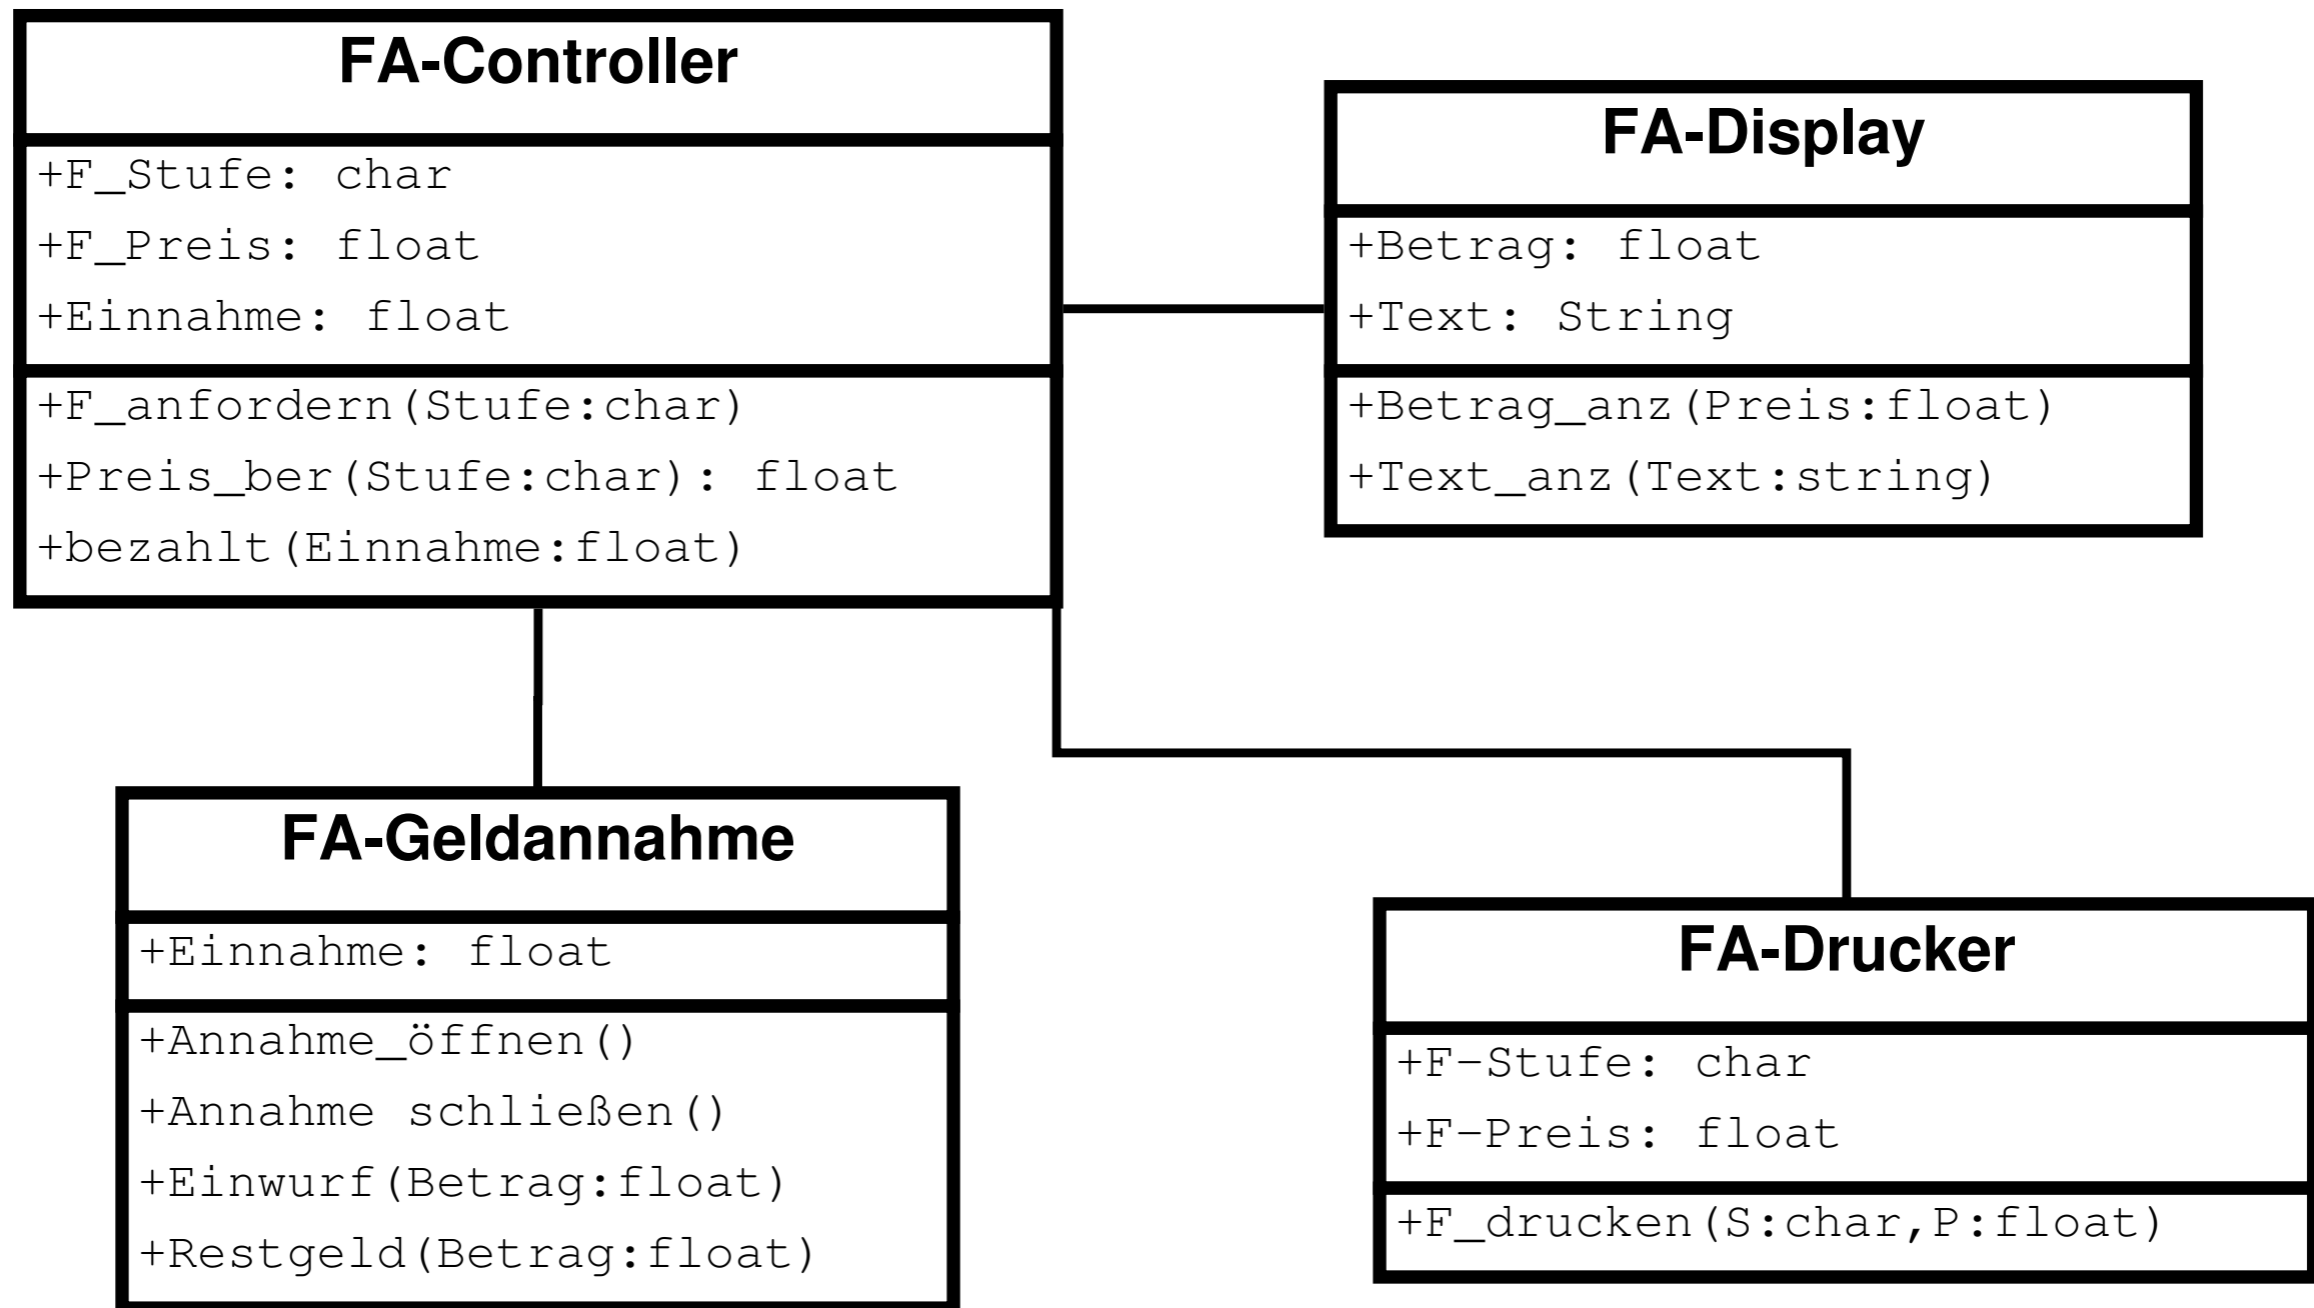 FA-Controller
+F_Stufe: char
+F_Preis: float
+Einnahme: float
+F_anfordern(Stufe:char)
+Preis_ber(Stufe:char): float
+bezahlt(Einnahme:float)
FA-Display
+Betrag: float
+Text: String
+Betrag_anz(Preis:float)
+Text_anz(Text:string)
FA-Geldannahme
+Einnahme: float
+Annahme_öffnen()
+Annahme schließen()
+Einwurf(Betrag:float)
+Restgeld(Betrag:float)
FA-Drucker
+F-Stufe: char
+F-Preis: float
+F_drucken(S:char,P:float)